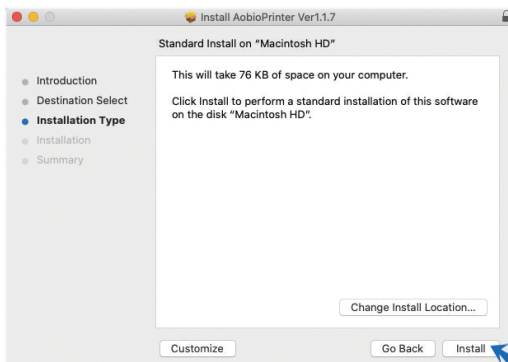 Install AobioPrinter Ver1.1.7
Standard Install on “Macintosh HD”
Introduction
Destination Select
Installation Type
Installation
Summary
This will take 76 KB of space on your computer.
Click Install to perform a standard installation of this software
on the disk “Macintosh HD”.
Change Install Location...
Customize
Go Back
Install